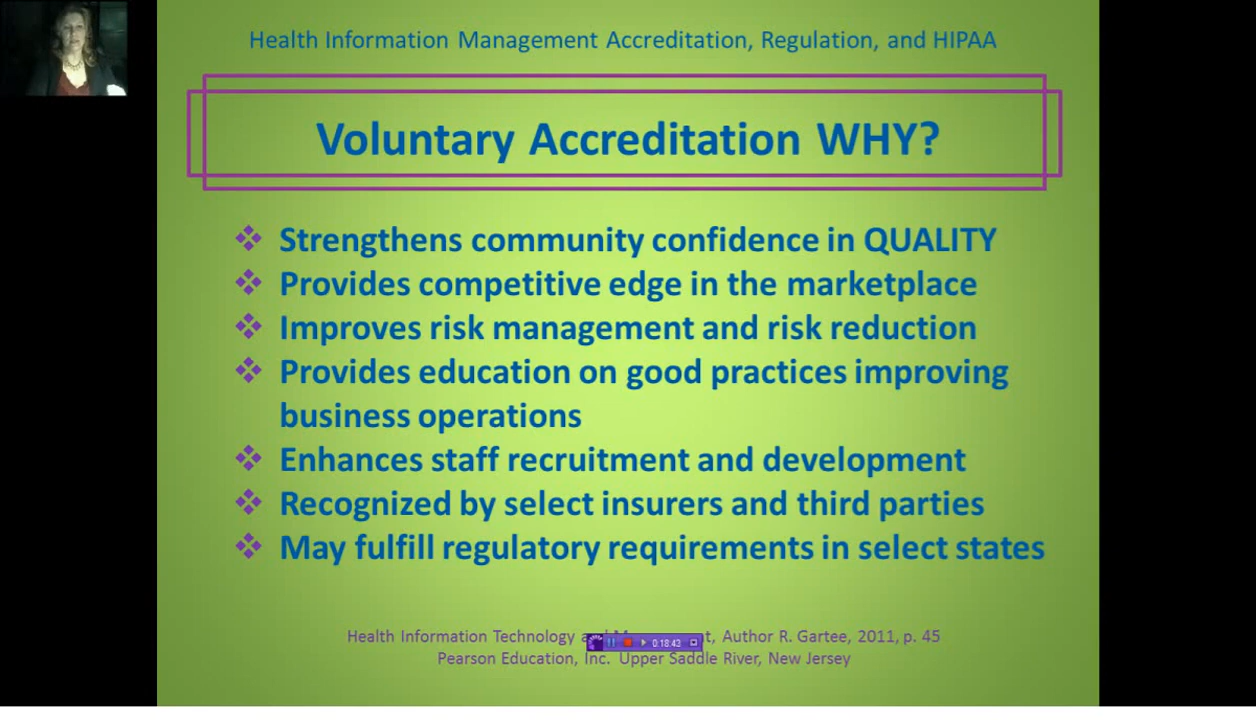 Health Information Management Accreditation, Regulation, and HIPAA
Voluntary Accreditation WHY?
Strengthens community confidence in QUALITY
Provides competitive edge in the marketplace
Improves risk management and risk reduction
Provides education on good practices improving
business operations
Enhances staff recruitment and development
Recognized by select insurers and third parties
May fulfill regulatory requirements in select states
Health Information Technology , Author R. Gartee, 2011, p. 45
0:18:43
Pearson Education, Inc. Upper Saddle River, New Jersey